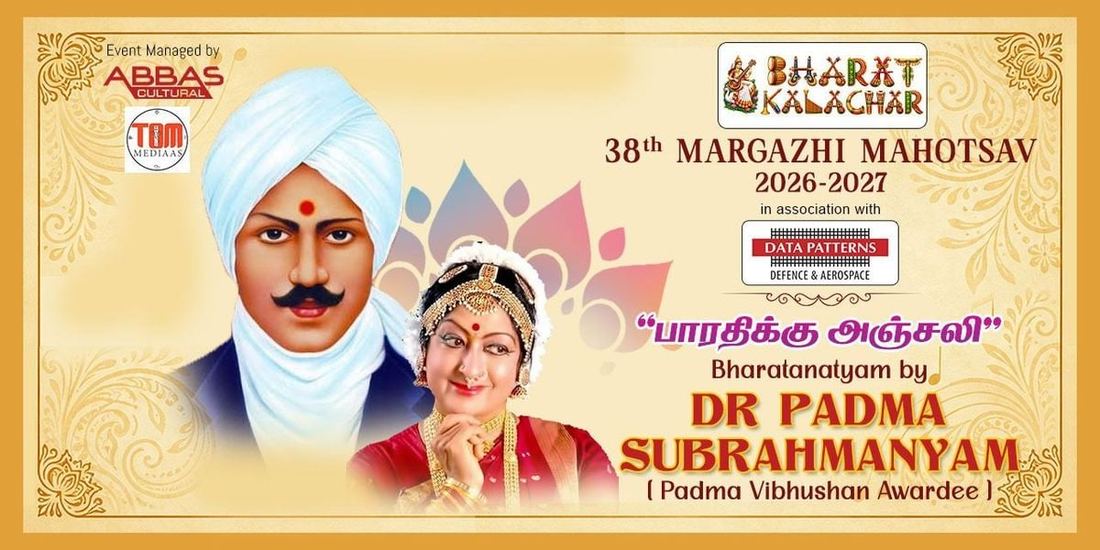 Event Managed by
ABBAS
CULTURAL
TOM
MEDIAAS
BHARAT
KALACHAR
38th MARGAZHI MAHOTSAV
2026-2027
in association with
DATA PATTERNS
DEFENCE & AEROSPACE
“பாரதிக்கு அஞ்சலி”
Bharatanatyam by
DR PADMA
SUBRAHMANYAM
( Padma Vibhushan Awardee )